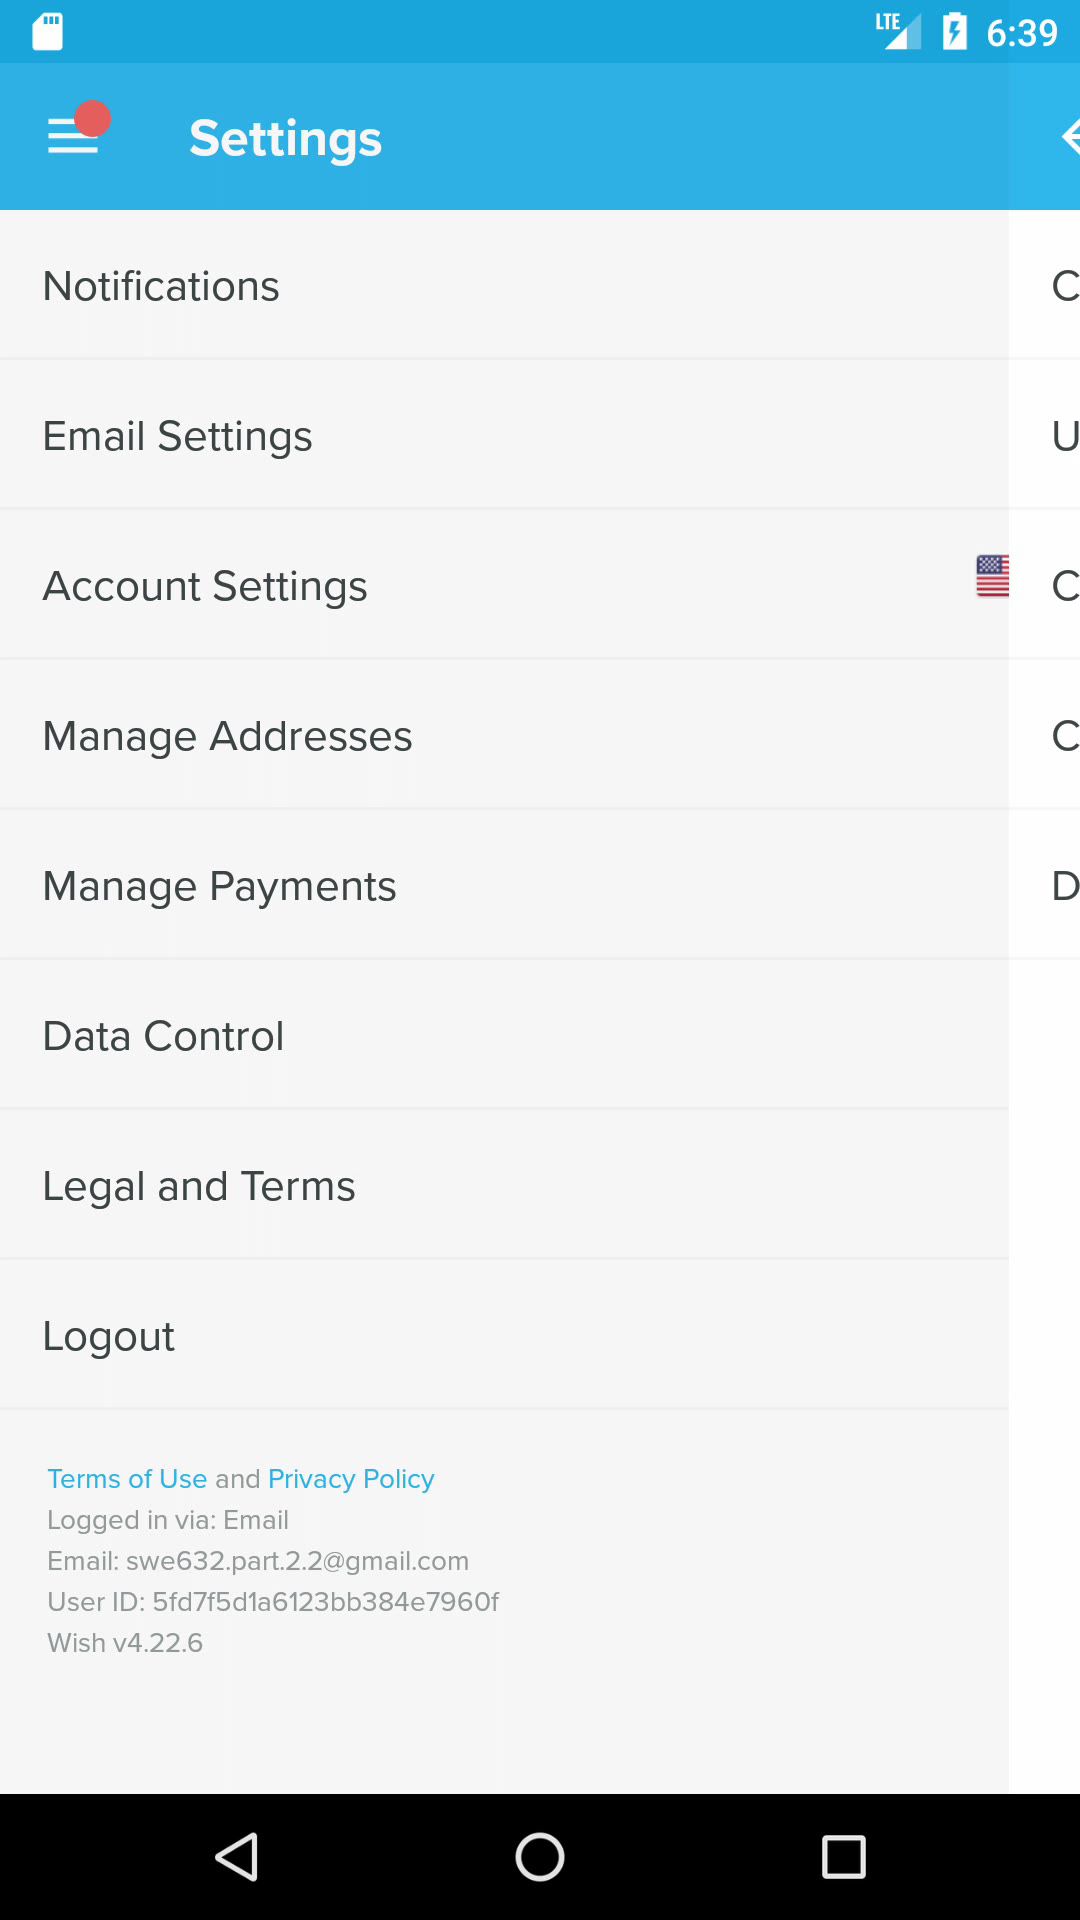 LTE 6:39
Settings
Notifications
C
Email Settings
U
Account Settings
C
Manage Addresses
C
Manage Payments
D
Data Control
Legal and Terms
Logout
Terms of Use and Privacy Policy
Logged in via: Email
Email: swe632.part.2.2@gmail.com
User ID: 5fd7f5d1a6123bb384e7960f
Wish v4.22.6